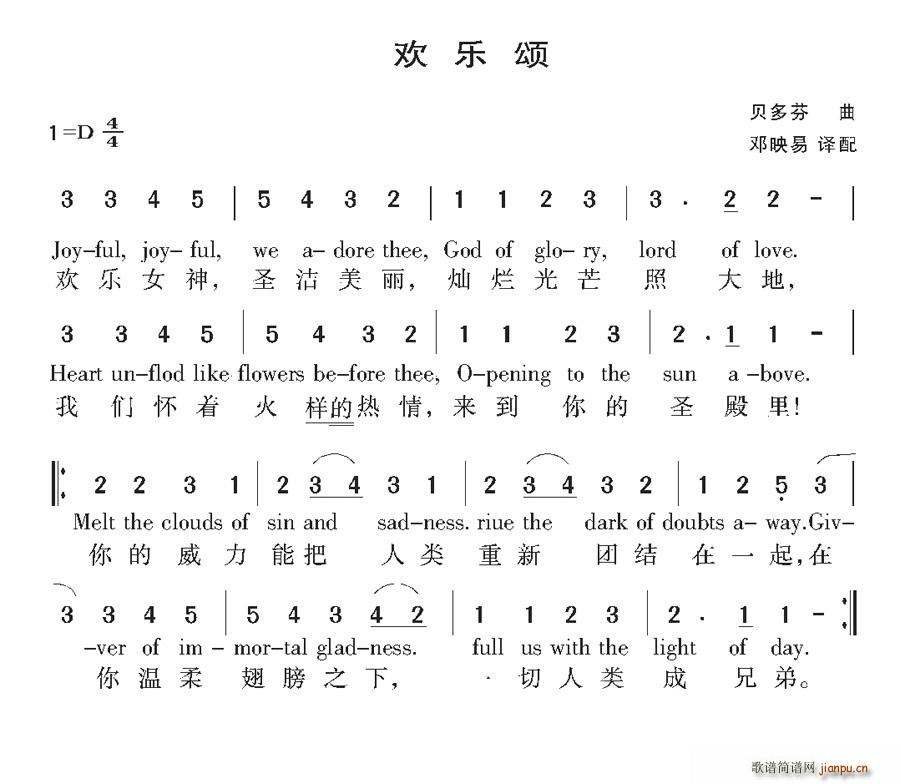 欢 乐 颂
贝多芬 曲
1=D 4/4
邓映易 译配
3 3 4 5 | 5 4 3 2 | 1 1 2 3 | 3 . 2 2 - |
Joy-ful, joy-ful, we a-dore thee, God of glo-ry, lord of love.
欢 乐 女 神, 圣 洁 美 丽, 灿 烂 光 芒 照 大 地,
3 3 4 5 | 5 4 3 2 | 1 1 2 3 | 2 . 1 1 - |
Heart un-flod like flowers be-fore thee, O-pening to the sun a-bove.
我 们 怀 着 火 样的热 情, 来 到 你 的 圣 殿 里!
‖: 2 2 3 1 | 2 3 4 3 1 | 2 3 4 3 2 | 1 2 5̣ 3 |
Melt the clouds of sin and sad-ness. riue the dark of doubts a-way.Giv-
你 的 威 力 能 把 人 类 重 新 团 结 在 一 起, 在
3 3 4 5 | 5 4 3 4 2 | 1 1 2 3 | 2 . 1 1 - :‖
-ver of im-mor-tal glad-ness. full us with the light of day.
你 温 柔 翅 膀 之 下, · 切 人 类 成 兄 弟。
歌谱简谱网 jianpu.cn